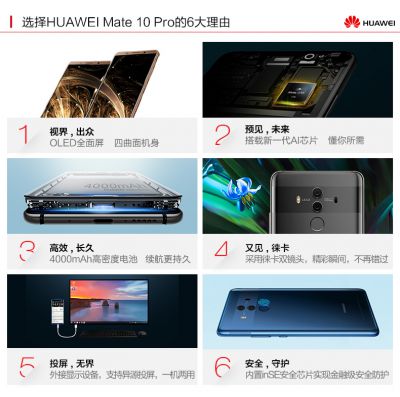 选择HUAWEI Mate 10 Pro的6大理由
HUAWEI
1 视界,出众
OLED全面屏 四曲面机身
2 预见,未来
搭载新一代AI芯片 懂你所需
4000mAh
3 高效,长久
4000mAh高密度电池 续航更持久
4 又见,徕卡
采用徕卡双镜头,精彩瞬间,不再错过
5 投屏,无界
外接显示设备,支持异源投屏,一机两用
6 安全,守护
内置inSE安全芯片实现金融级安全防护